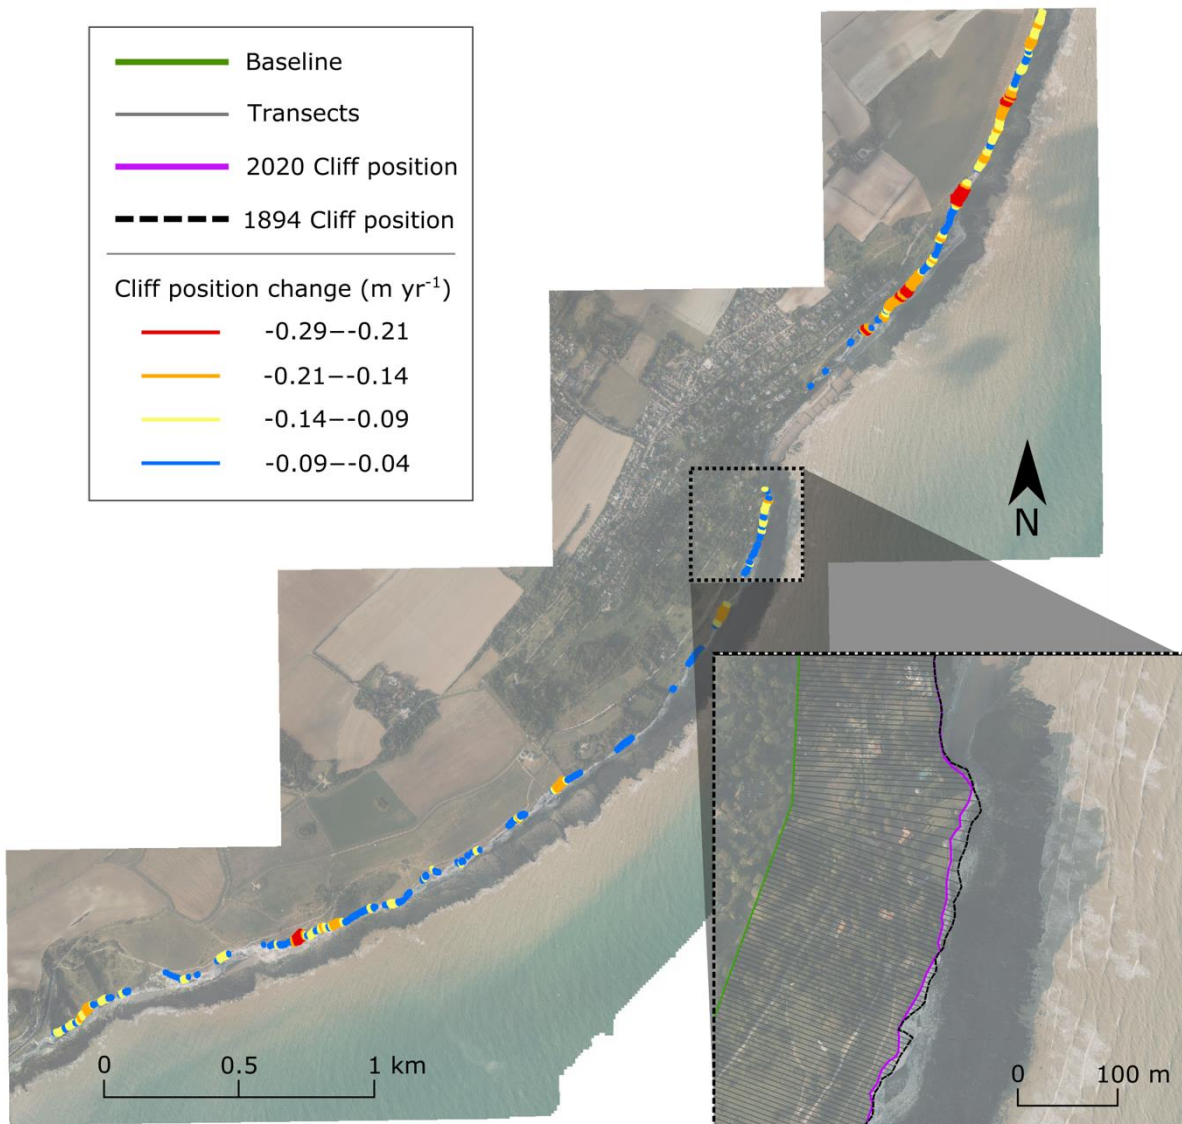 Baseline
Transects
2020 Cliff position
1894 Cliff position
Cliff position change (m yr⁻¹)
-0.29–-0.21
-0.21–-0.14
-0.14–-0.09
-0.09–-0.04
N
0 0.5 1 km
0 100 m